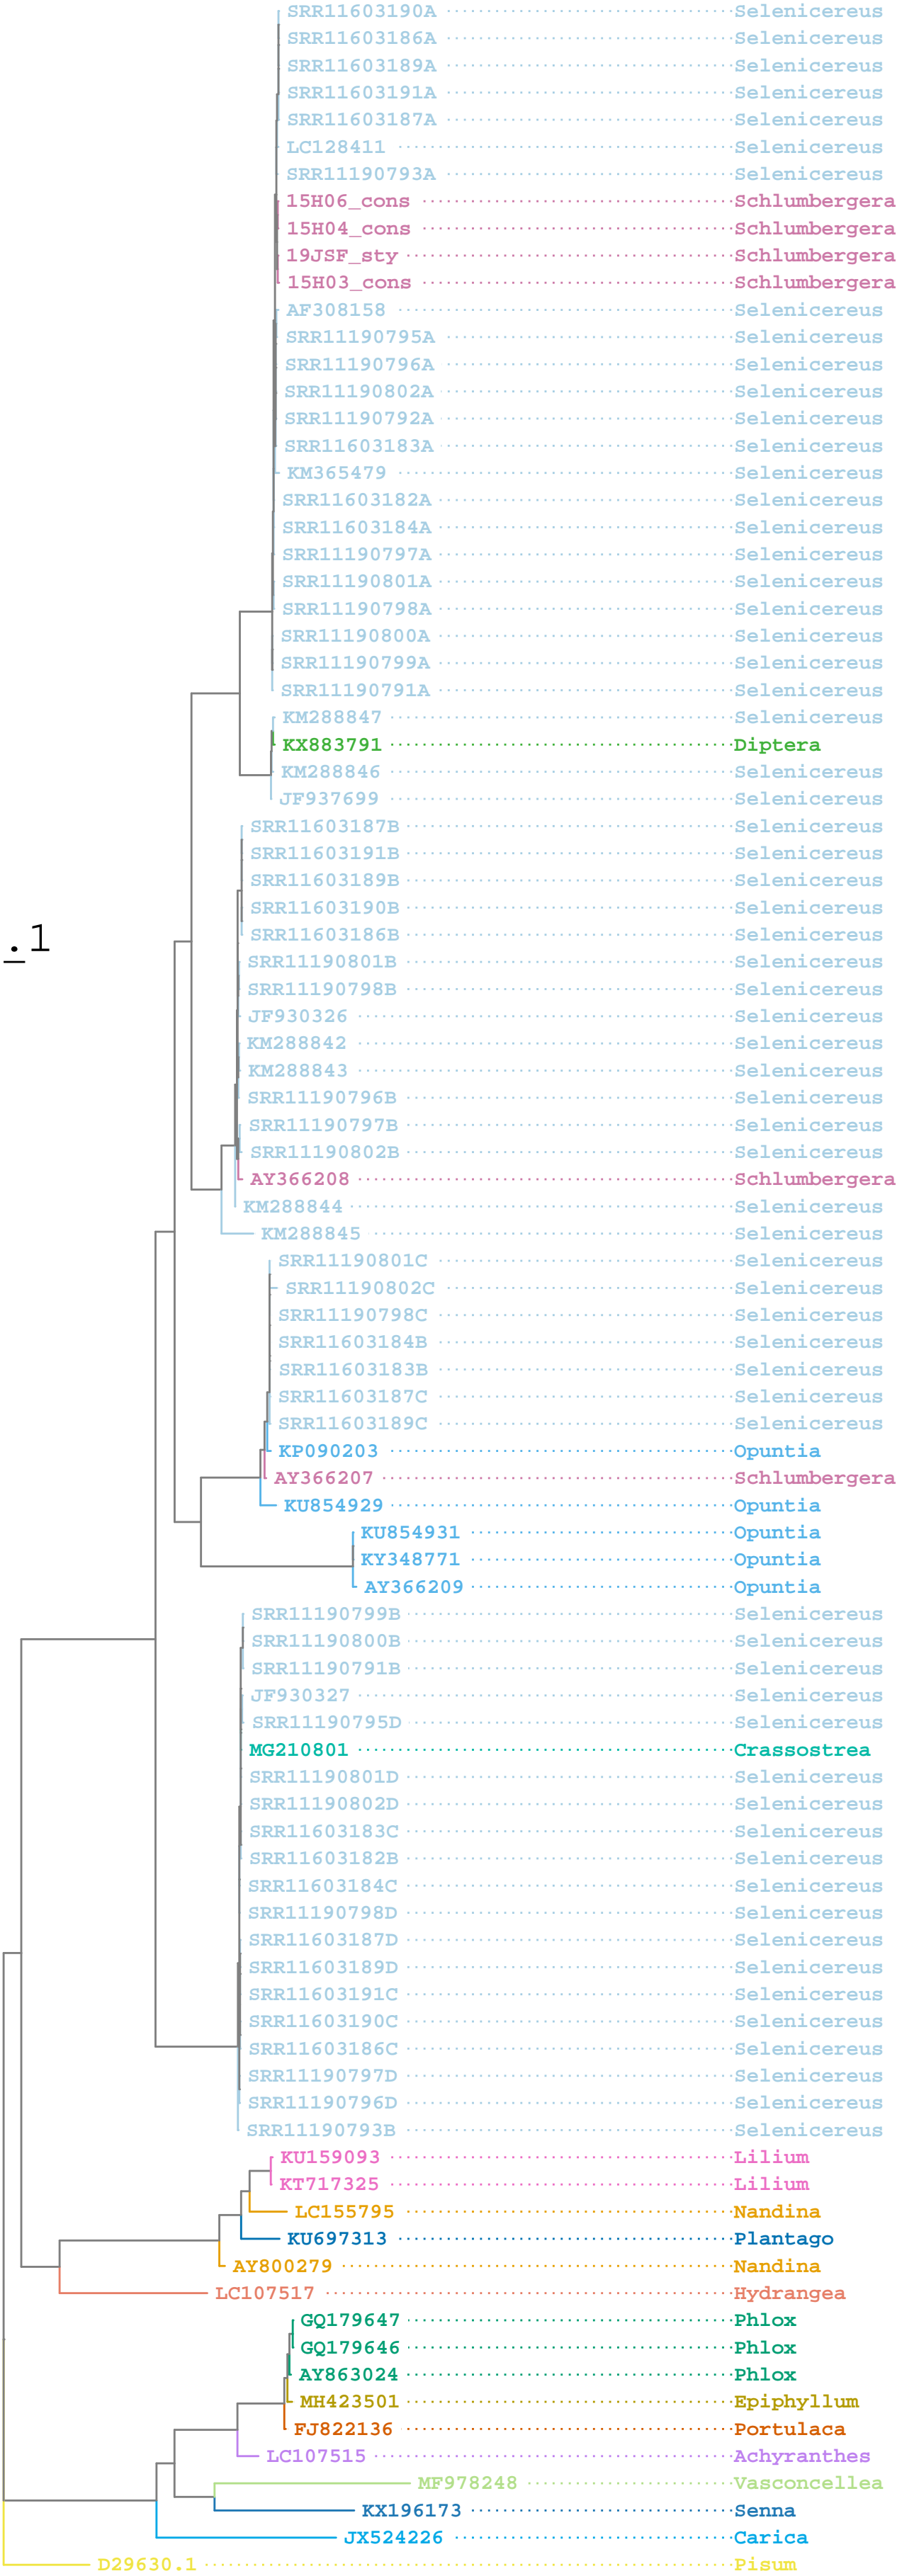 SRR11603190A Selenicereus
SRR11603186A Selenicereus
SRR11603189A Selenicereus
SRR11603191A Selenicereus
SRR11603187A Selenicereus
LC128411 Selenicereus
SRR11190793A Selenicereus
15H06_cons Schlumbergera
15H04_cons Schlumbergera
19JSF_sty Schlumbergera
15H03_cons Schlumbergera
AF308158 Selenicereus
SRR11190795A Selenicereus
SRR11190796A Selenicereus
SRR11190802A Selenicereus
SRR11190792A Selenicereus
SRR11603183A Selenicereus
KM365479 Selenicereus
SRR11603182A Selenicereus
SRR11603184A Selenicereus
SRR11190797A Selenicereus
SRR11190801A Selenicereus
SRR11190798A Selenicereus
SRR11190800A Selenicereus
SRR11190799A Selenicereus
SRR11190791A Selenicereus
KM288847 Selenicereus
KX883791 Diptera
KM288846 Selenicereus
JF937699 Selenicereus
SRR11603187B Selenicereus
SRR11603191B Selenicereus
SRR11603189B Selenicereus
SRR11603190B Selenicereus
SRR11603186B Selenicereus
.1
SRR11190801B Selenicereus
SRR11190798B Selenicereus
JF930326 Selenicereus
KM288842 Selenicereus
KM288843 Selenicereus
SRR11190796B Selenicereus
SRR11190797B Selenicereus
SRR11190802B Selenicereus
AY366208 Schlumbergera
KM288844 Selenicereus
KM288845 Selenicereus
SRR11190801C Selenicereus
SRR11190802C Selenicereus
SRR11190798C Selenicereus
SRR11603184B Selenicereus
SRR11603183B Selenicereus
SRR11603187C Selenicereus
SRR11603189C Selenicereus
KP090203 Opuntia
AY366207 Schlumbergera
KU854929 Opuntia
KU854931 Opuntia
KY348771 Opuntia
AY366209 Opuntia
SRR11190799B Selenicereus
SRR11190800B Selenicereus
SRR11190791B Selenicereus
JF930327 Selenicereus
SRR11190795D Selenicereus
MG210801 Crassostrea
SRR11190801D Selenicereus
SRR11190802D Selenicereus
SRR11603183C Selenicereus
SRR11603182B Selenicereus
SRR11603184C Selenicereus
SRR11190798D Selenicereus
SRR11603187D Selenicereus
SRR11603189D Selenicereus
SRR11603191C Selenicereus
SRR11603190C Selenicereus
SRR11603186C Selenicereus
SRR11190797D Selenicereus
SRR11190796D Selenicereus
SRR11190793B Selenicereus
KU159093 Lilium
KT717325 Lilium
LC155795 Nandina
KU697313 Plantago
AY800279 Nandina
LC107517 Hydrangea
GQ179647 Phlox
GQ179646 Phlox
AY863024 Phlox
MH423501 Epiphyllum
FJ822136 Portulaca
LC107515 Achyranthes
MF978248 Vasconcellea
KX196173 Senna
JX524226 Carica
D29630.1 Pisum